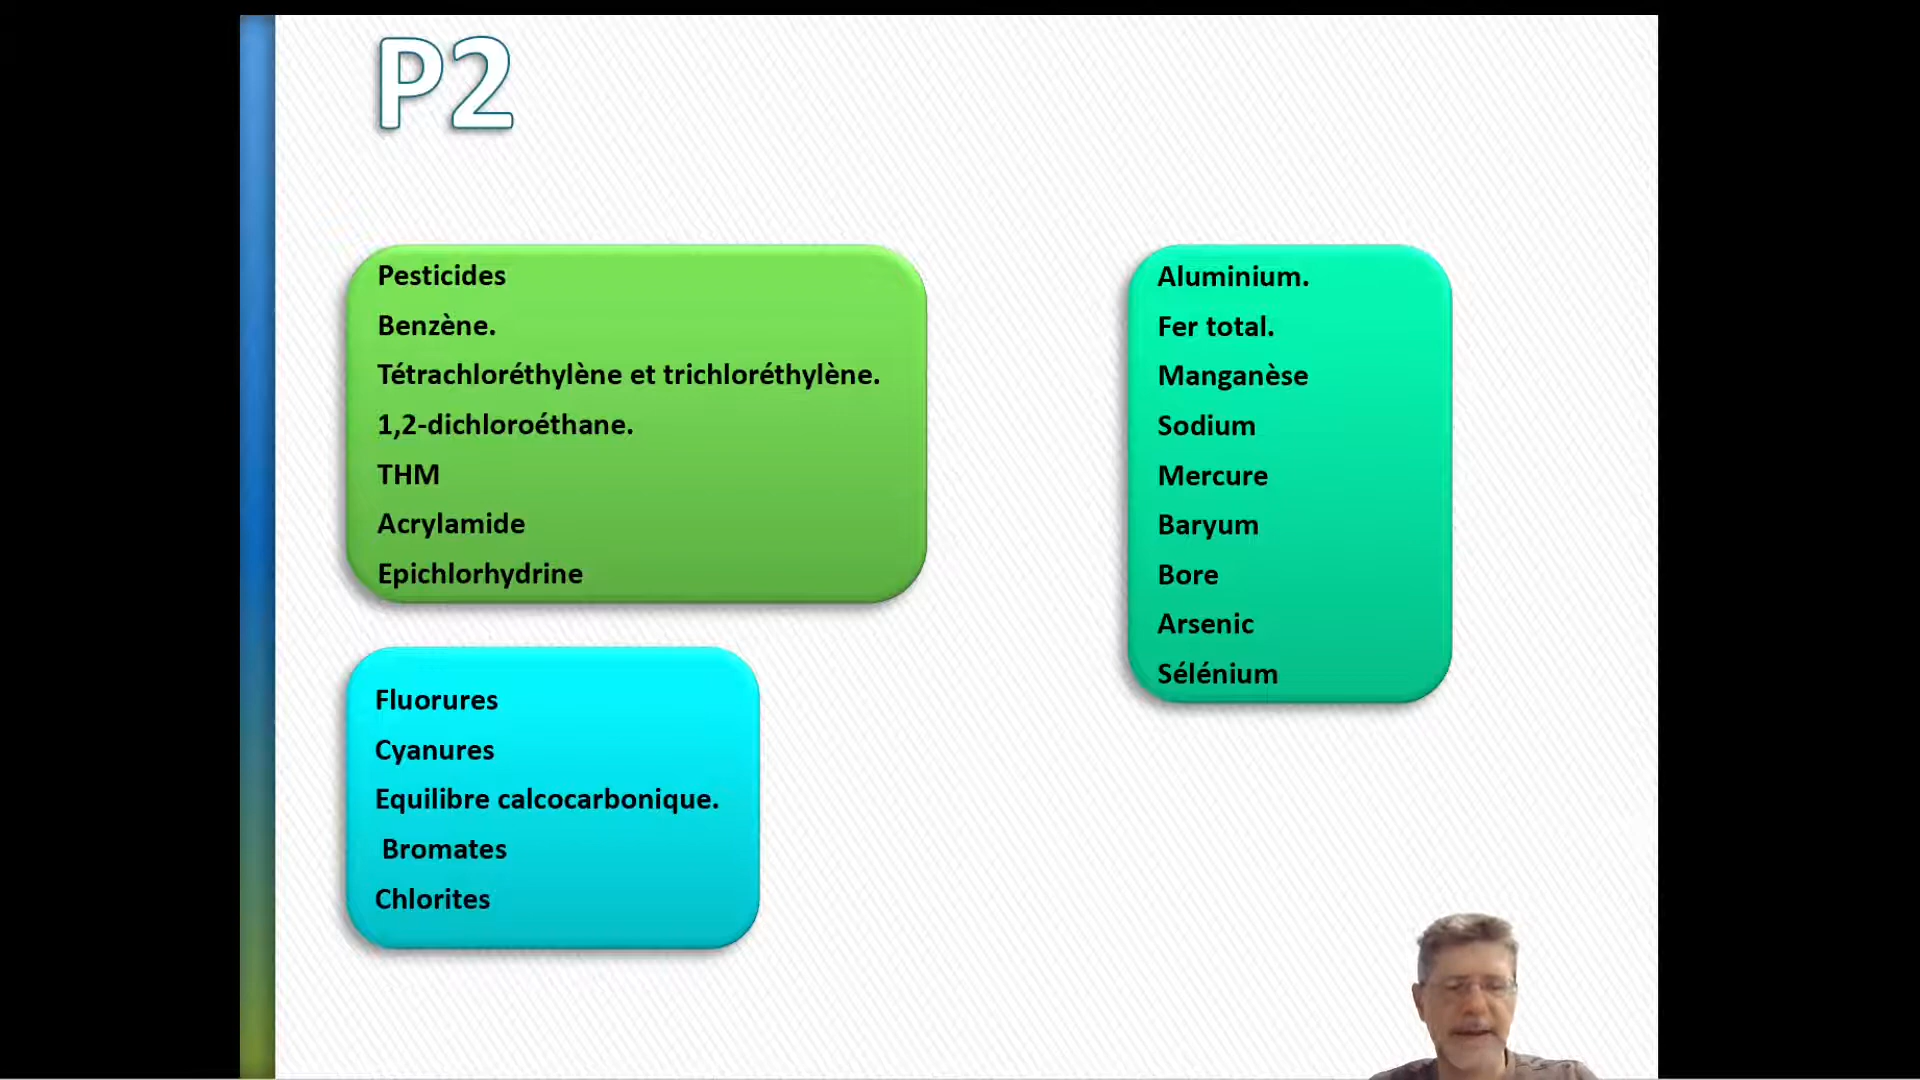 P2
Pesticides
Benzène.
Tétrachloréthylène et trichloréthylène.
1,2-dichloroéthane.
THM
Acrylamide
Epichlorhydrine
Fluorures
Cyanures
Equilibre calcocarbonique.
Bromates
Chlorites
Aluminium.
Fer total.
Manganèse
Sodium
Mercure
Baryum
Bore
Arsenic
Sélénium